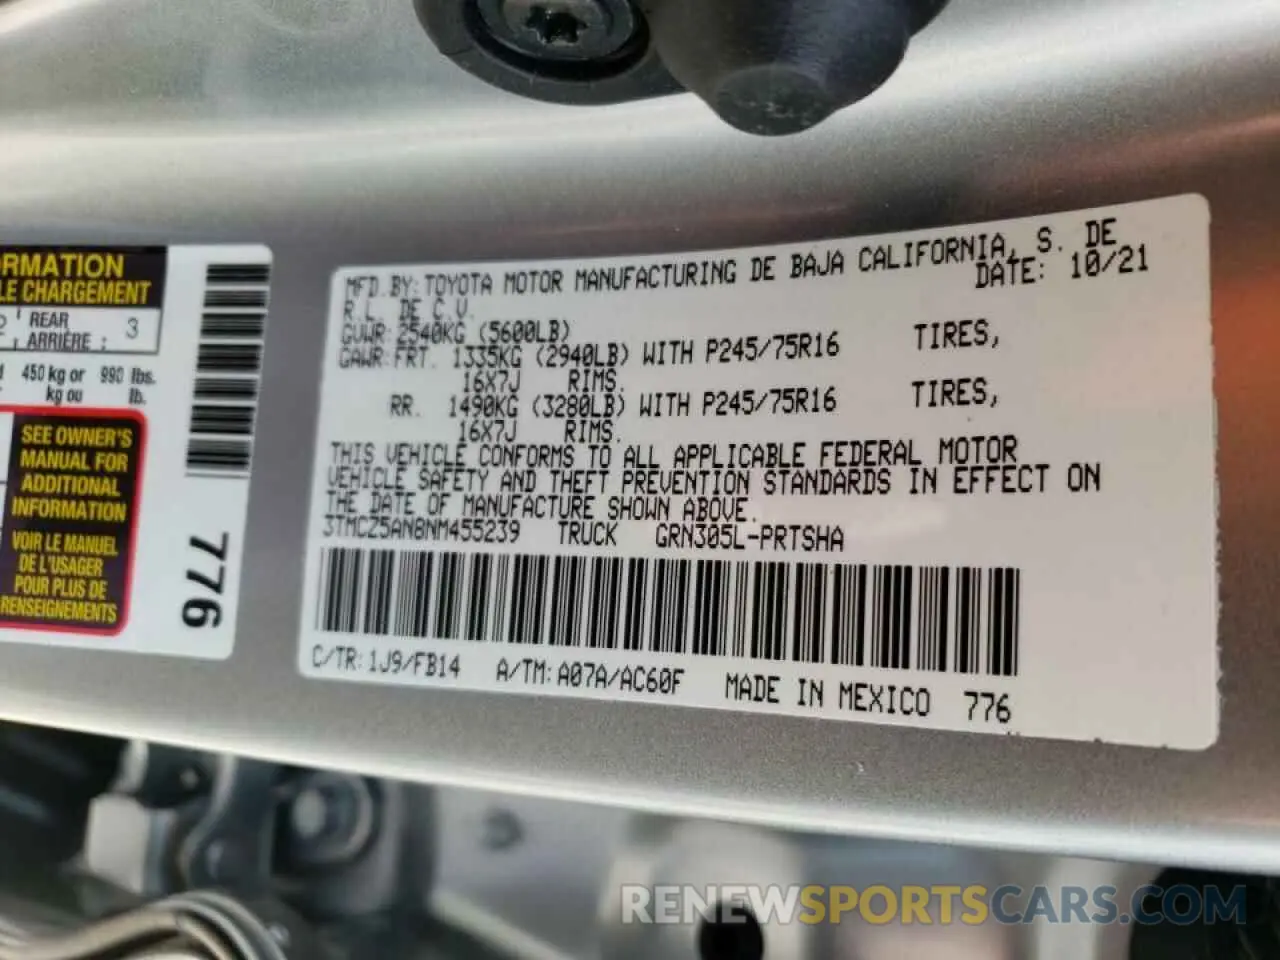 RMATION
LE CHARGEMENT
REAR 3
ARRIÈRE :
450 kg or 990 lbs.
kg ou lb.
SEE OWNER'S
MANUAL FOR
ADDITIONAL
INFORMATION
VOIR LE MANUEL
DE L'USAGER
POUR PLUS DE
RENSEIGNEMENTS
776
MFD. BY: TOYOTA MOTOR MANUFACTURING DE BAJA CALIFORNIA, S. DE
R.L. DE C.V. DATE: 10/21
GVWR: 2540KG (5600LB)
GAWR: FRT. 1335KG (2940LB) WITH P245/75R16 TIRES,
16X7J RIMS.
RR. 1490KG (3280LB) WITH P245/75R16 TIRES,
16X7J RIMS.
THIS VEHICLE CONFORMS TO ALL APPLICABLE FEDERAL MOTOR
VEHICLE SAFETY AND THEFT PREVENTION STANDARDS IN EFFECT ON
THE DATE OF MANUFACTURE SHOWN ABOVE.
3TMCZ5AN8NM455239 TRUCK GRN305L-PRTSHA
C/TR: 1J9/FB14 A/TM: A07A/AC60F MADE IN MEXICO 776
RENEWSPORTSCARS.COM